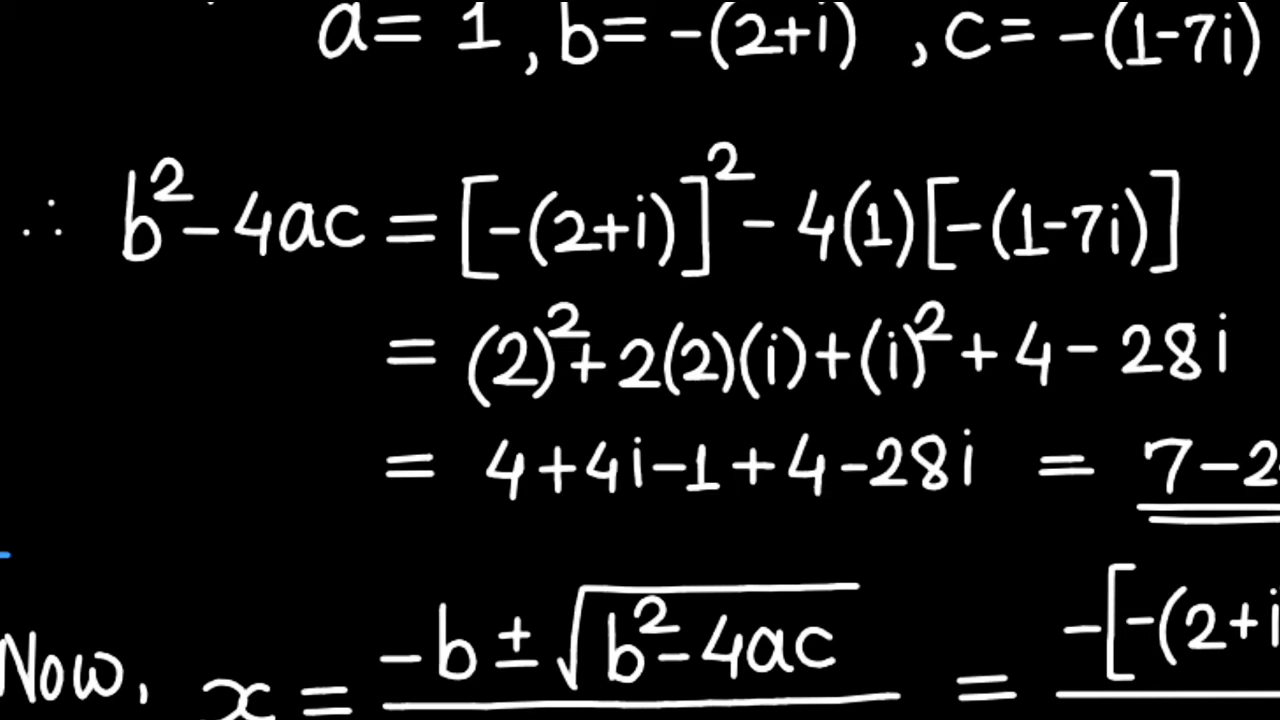 a= 1 , b= -(2+i) , c= -(1-7i)
∴ b²-4ac = [-(2+i)]² - 4(1)[-(1-7i)]
= (2)²+2(2)(i)+(i)²+4-28i
= 4+4i-1+4-28i = 7-2
Now, x = -b ± √b²-4ac = -[-(2+i